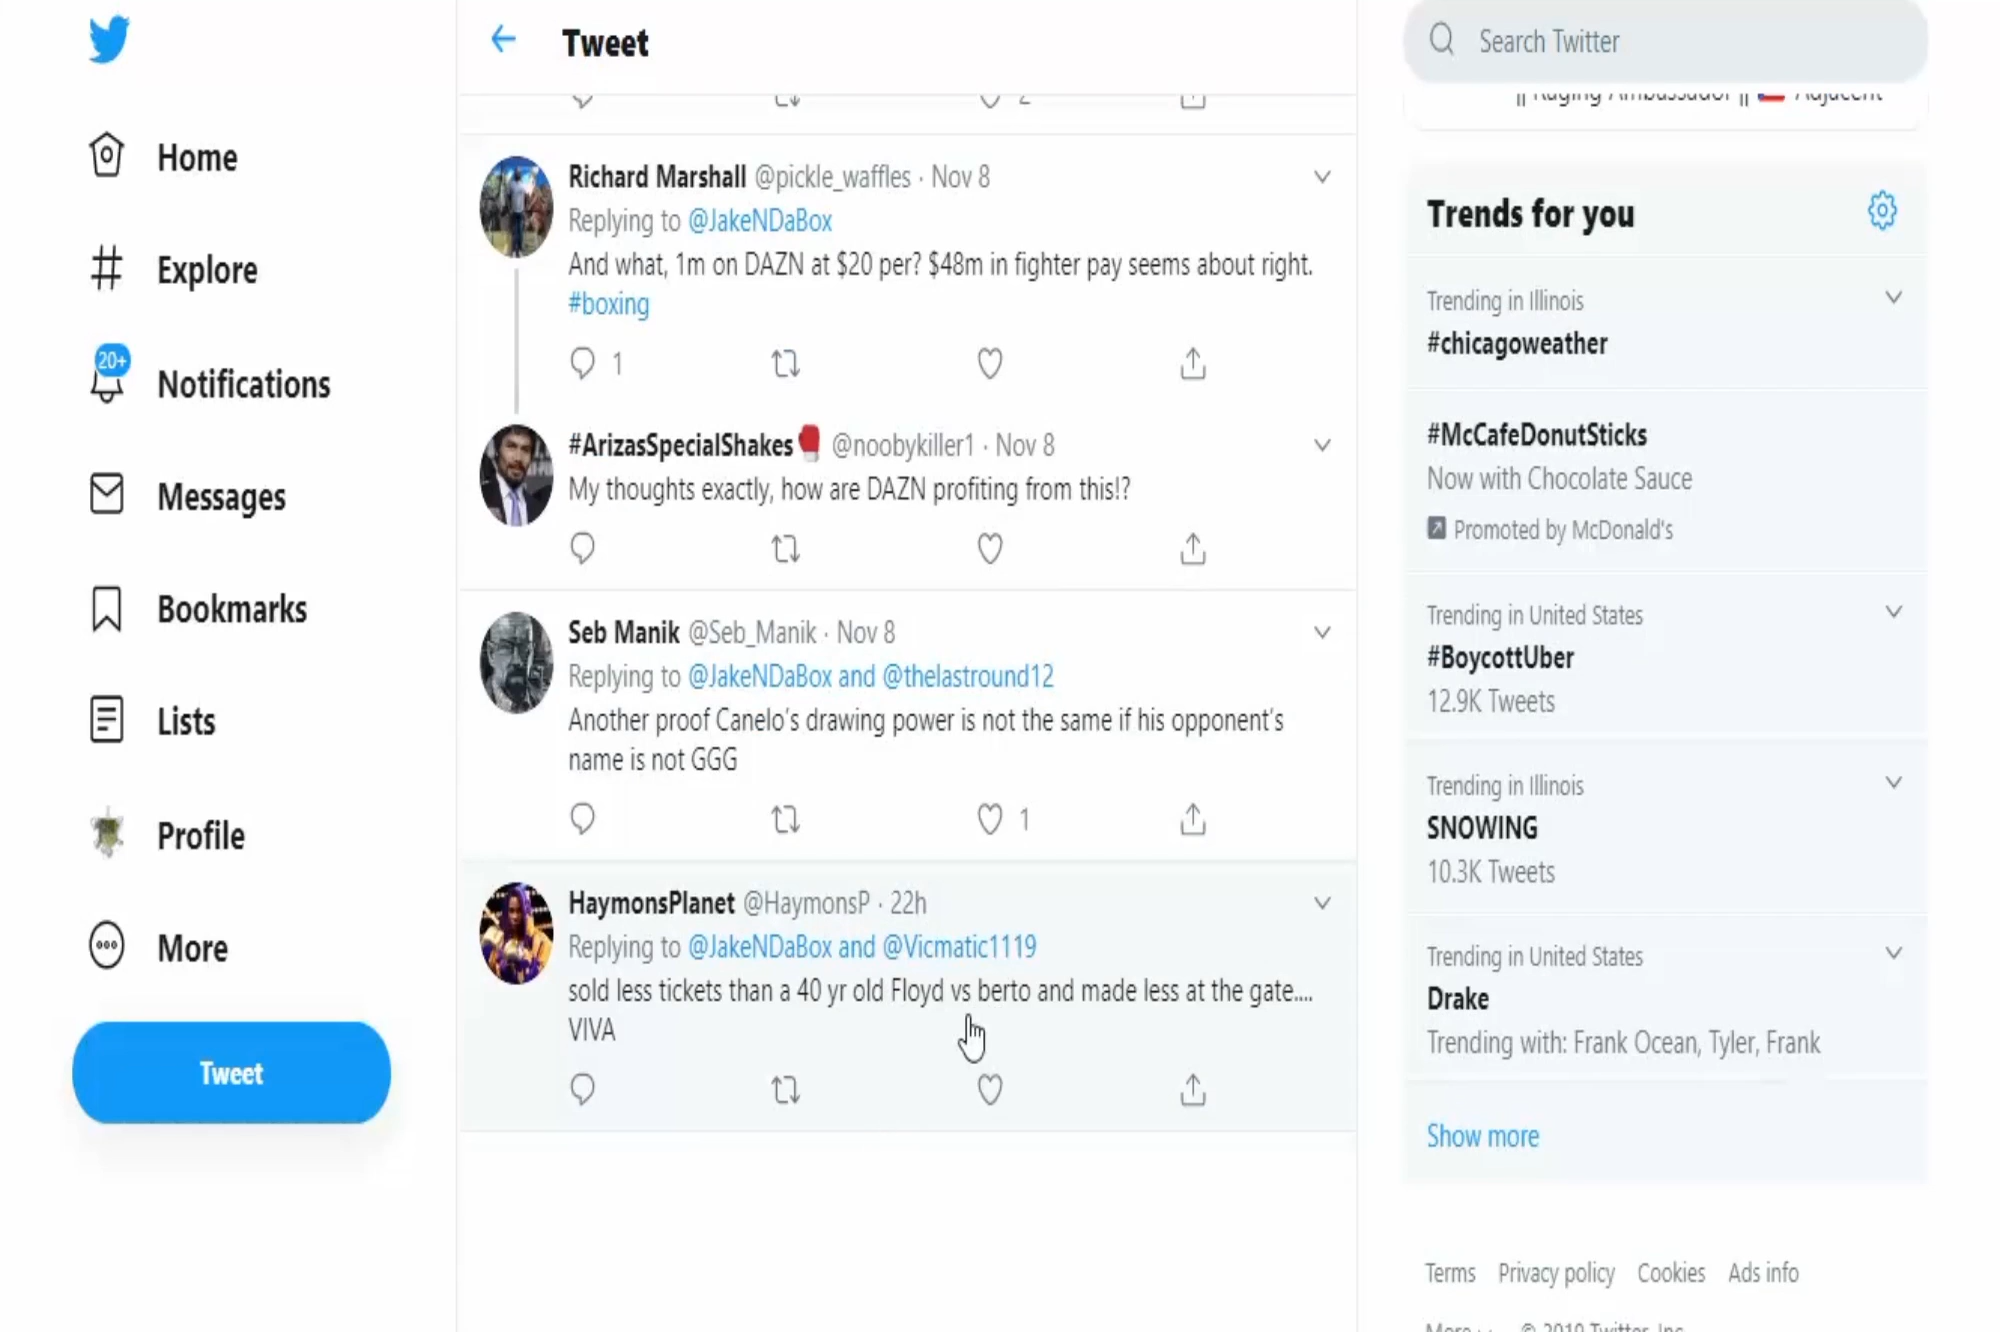 Home
Explore
20+
Notifications
Messages
Bookmarks
Lists
Profile
More
Tweet
Tweet
2
Richard Marshall @pickle_waffles · Nov 8
Replying to @JakeNDaBox
And what, 1m on DAZN at $20 per? $48m in fighter pay seems about right.
#boxing
1
#ArizasSpecialShakes @noobykiller1 · Nov 8
My thoughts exactly, how are DAZN profiting from this!?
Seb Manik @Seb_Manik · Nov 8
Replying to @JakeNDaBox and @thelastround12
Another proof Canelo's drawing power is not the same if his opponent's
name is not GGG
1
HaymonsPlanet @HaymonsP · 22h
Replying to @JakeNDaBox and @Vicmatic1119
sold less tickets than a 40 yr old Floyd vs berto and made less at the gate....
VIVA
Search Twitter
|| Raging Ambassador || Adjacent
Trends for you
Trending in Illinois
#chicagoweather
#McCafeDonutSticks
Now with Chocolate Sauce
Promoted by McDonald's
Trending in United States
#BoycottUber
12.9K Tweets
Trending in Illinois
SNOWING
10.3K Tweets
Trending in United States
Drake
Trending with: Frank Ocean, Tyler, Frank
Show more
Terms Privacy policy Cookies Ads info
More © 2019 Twitter, Inc.